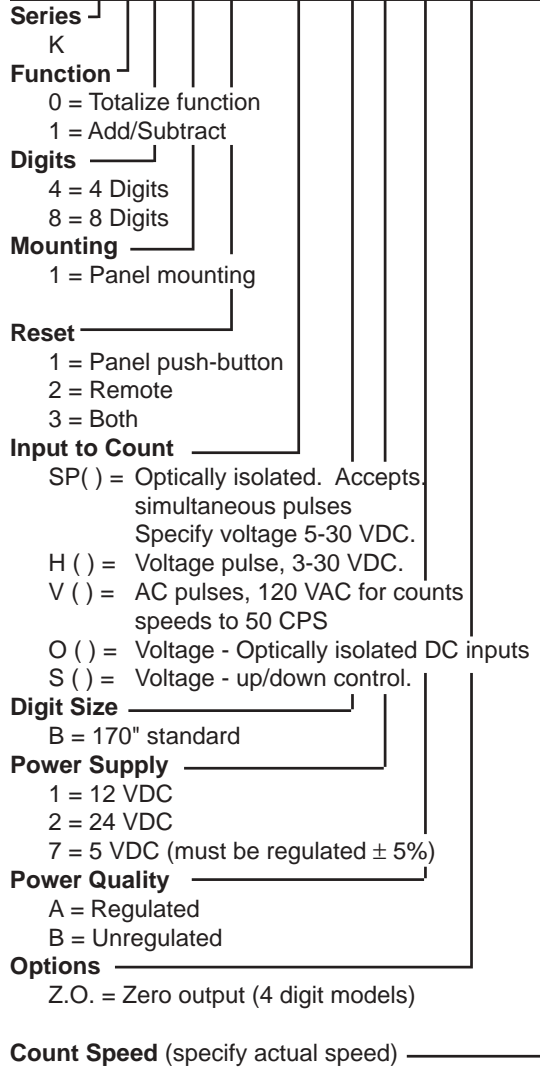 Series
K
Function
0 = Totalize function
1 = Add/Subtract
Digits
4 = 4 Digits
8 = 8 Digits
Mounting
1 = Panel mounting
Reset
1 = Panel push-button
2 = Remote
3 = Both
Input to Count
SP( ) = Optically isolated. Accepts.
simultaneous pulses
Specify voltage 5-30 VDC.
H ( ) = Voltage pulse, 3-30 VDC.
V ( ) = AC pulses, 120 VAC for counts
speeds to 50 CPS
O ( ) = Voltage - Optically isolated DC inputs
S ( ) = Voltage - up/down control.
Digit Size
B = 170" standard
Power Supply
1 = 12 VDC
2 = 24 VDC
7 = 5 VDC (must be regulated ± 5%)
Power Quality
A = Regulated
B = Unregulated
Options
Z.O. = Zero output (4 digit models)
Count Speed (specify actual speed)